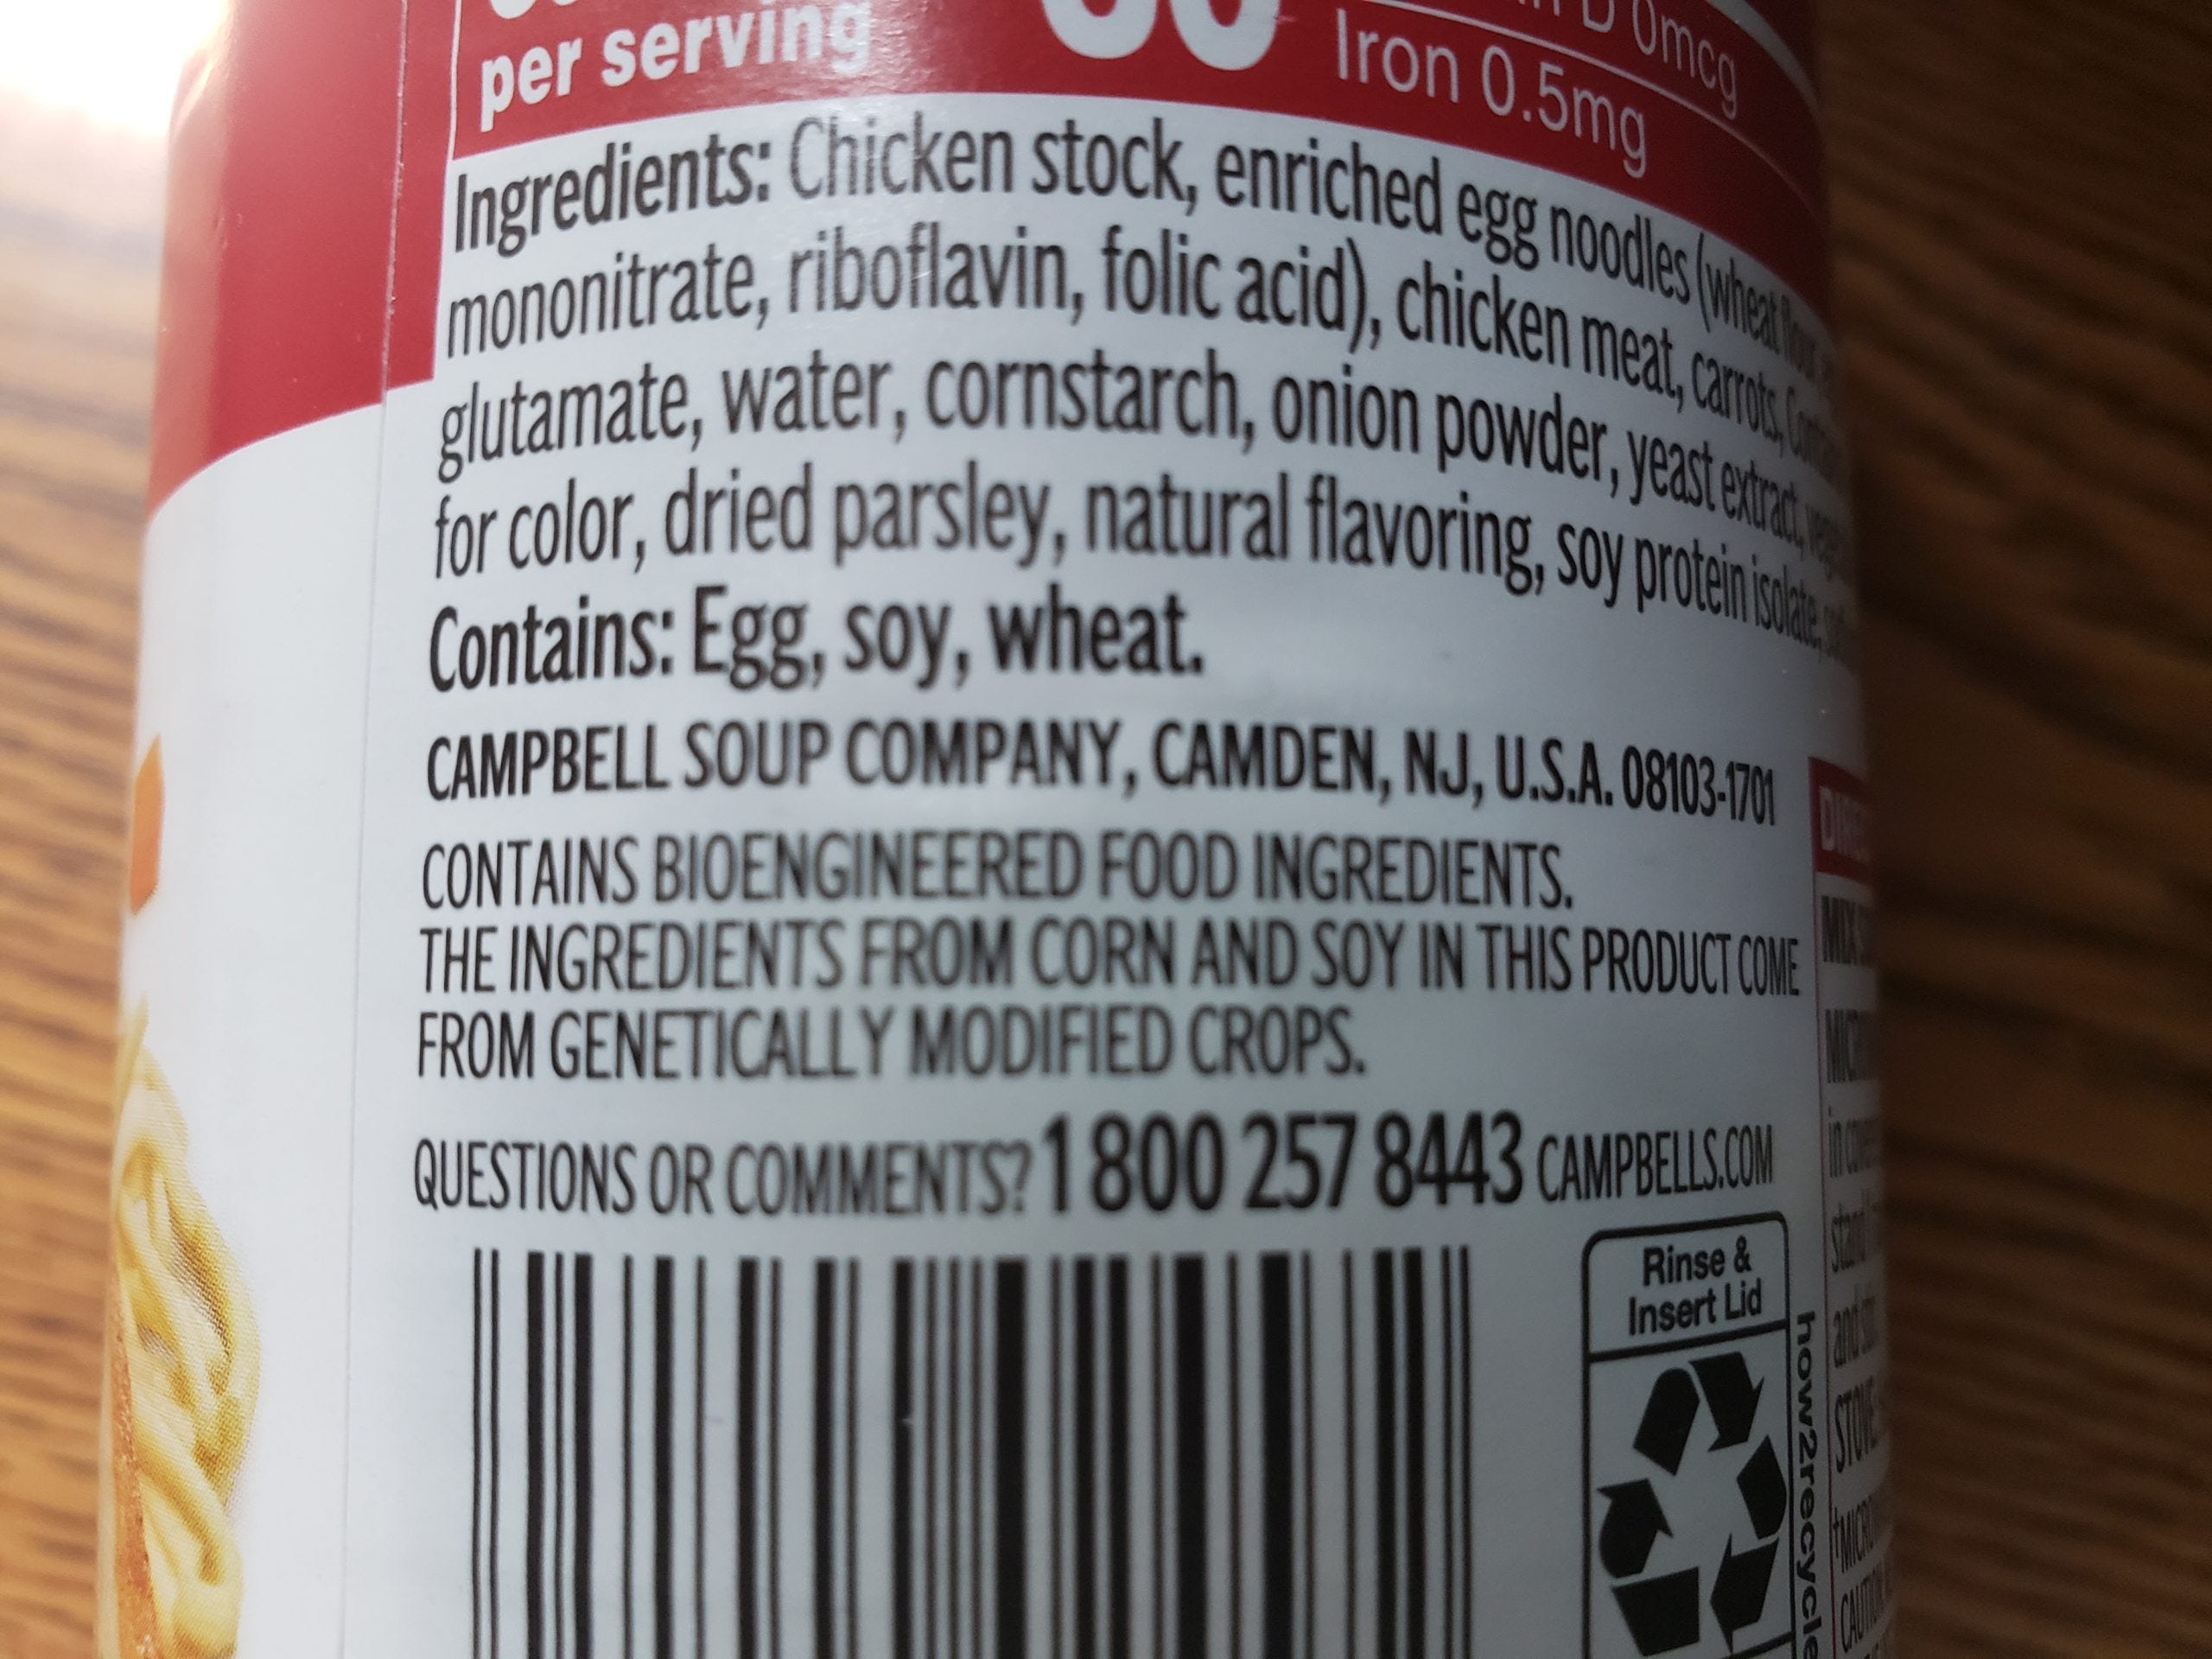 per serving
D 0mcg
Iron 0.5mg
Ingredients: Chicken stock, enriched egg noodles (wheat flour,
mononitrate, riboflavin, folic acid), chicken meat, carrots,
glutamate, water, cornstarch, onion powder, yeast extract,
for color, dried parsley, natural flavoring, soy protein isolate,
Contains: Egg, soy, wheat.
CAMPBELL SOUP COMPANY, CAMDEN, NJ, U.S.A. 08103-1701
CONTAINS BIOENGINEERED FOOD INGREDIENTS.
THE INGREDIENTS FROM CORN AND SOY IN THIS PRODUCT COME
FROM GENETICALLY MODIFIED CROPS.
QUESTIONS OR COMMENTS? 1 800 257 8443 CAMPBELLS.COM
Rinse &
Insert Lid
how2recycle